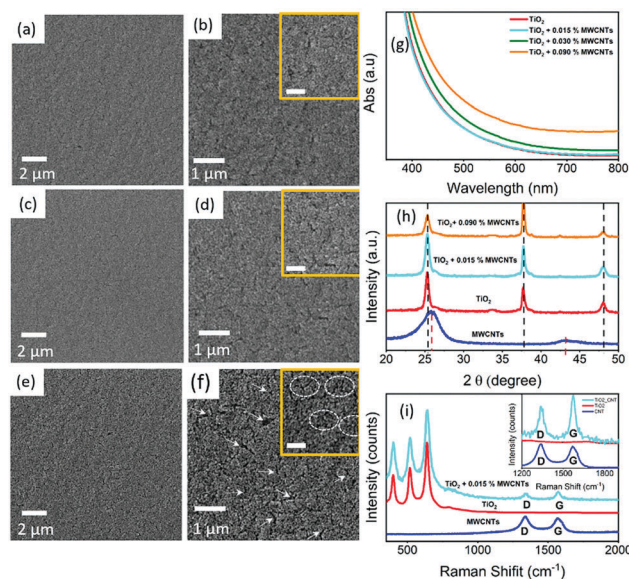 (a)
2 μm
(b)
1 μm
(c)
2 μm
(d)
1 μm
(e)
2 μm
(f)
1 μm
(g)
Abs (a.u)
TiO₂
TiO₂ + 0.015 % MWCNTs
TiO₂ + 0.030 % MWCNTs
TiO₂ + 0.090 % MWCNTs
400 500 600 700 800
Wavelength (nm)
(h)
Intensity (a.u.)
TiO₂+ 0.090 % MWCNTs
TiO₂ + 0.015 % MWCNTs
TiO₂
MWCNTs
20 25 30 35 40 45 50
2 θ (degree)
(i)
Intensity (counts)
TiO2_CNT
TiO2
CNT
D G
D G
1200 1400 1600 1800
Raman Shift (cm⁻¹)
TiO₂ + 0.015 % MWCNTs
D G
TiO₂
MWCNTs
D G
500 1000 1500 2000
Raman Shifit (cm⁻¹)